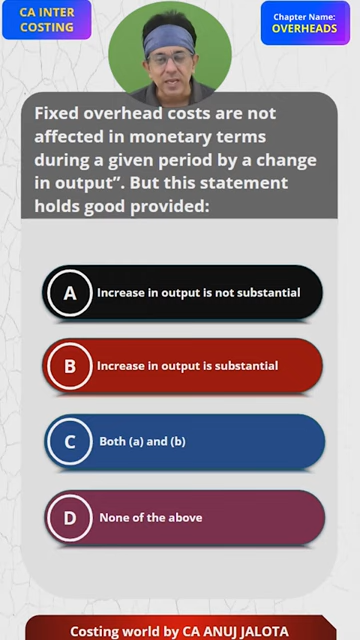 CA INTER
COSTING
Chapter Name:
OVERHEADS
Fixed overhead costs are not
affected in monetary terms
during a given period by a change
in output”. But this statement
holds good provided:
A Increase in output is not substantial
B Increase in output is substantial
C Both (a) and (b)
D None of the above
Costing world by CA ANUJ JALOTA